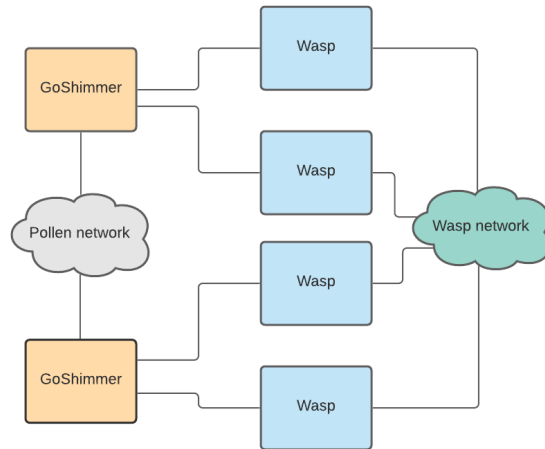 Wasp
GoShimmer
Wasp
Pollen network
Wasp network
Wasp
GoShimmer
Wasp